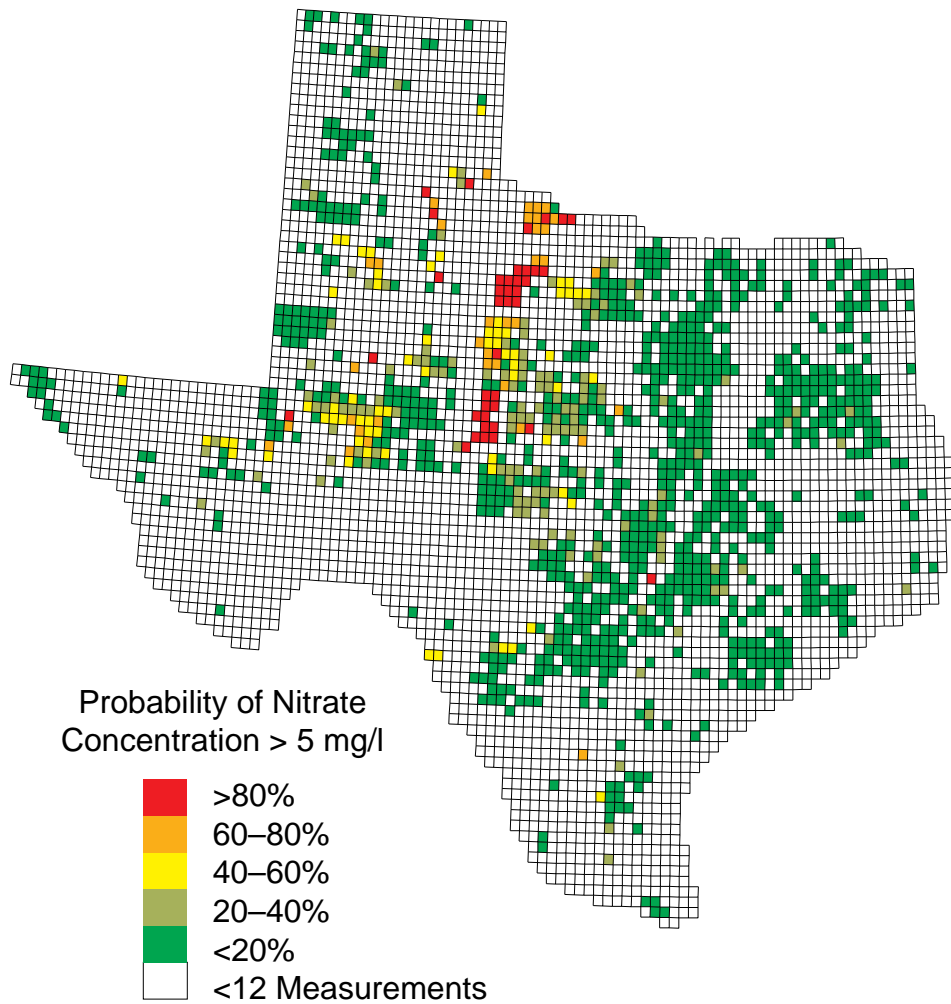 Probability of Nitrate
Concentration > 5 mg/l
>80%
60–80%
40–60%
20–40%
<20%
<12 Measurements